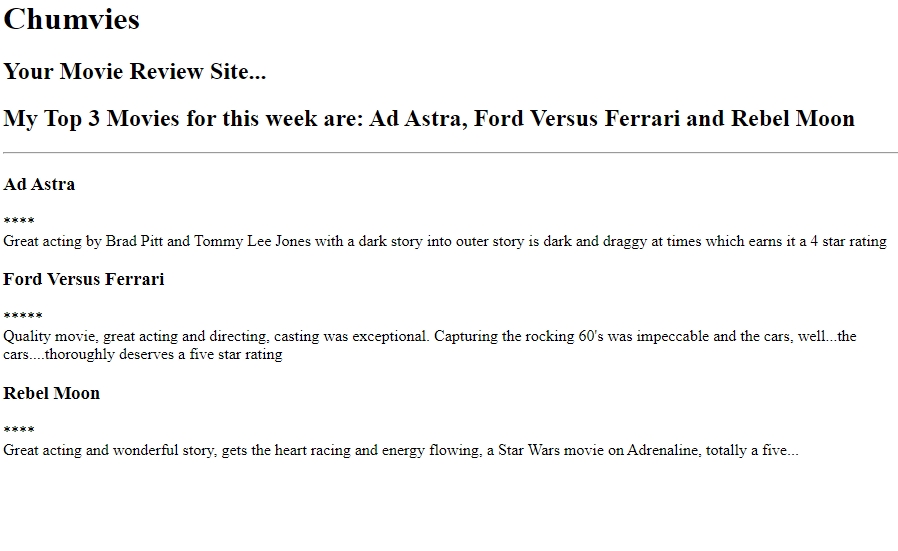 Chumvies
Your Movie Review Site...
My Top 3 Movies for this week are: Ad Astra, Ford Versus Ferrari and Rebel Moon
Ad Astra
****
Great acting by Brad Pitt and Tommy Lee Jones with a dark story into outer story is dark and draggy at times which earns it a 4 star rating
Ford Versus Ferrari
*****
Quality movie, great acting and directing, casting was exceptional. Capturing the rocking 60's was impeccable and the cars, well...the
cars....thoroughly deserves a five star rating
Rebel Moon
****
Great acting and wonderful story, gets the heart racing and energy flowing, a Star Wars movie on Adrenaline, totally a five...